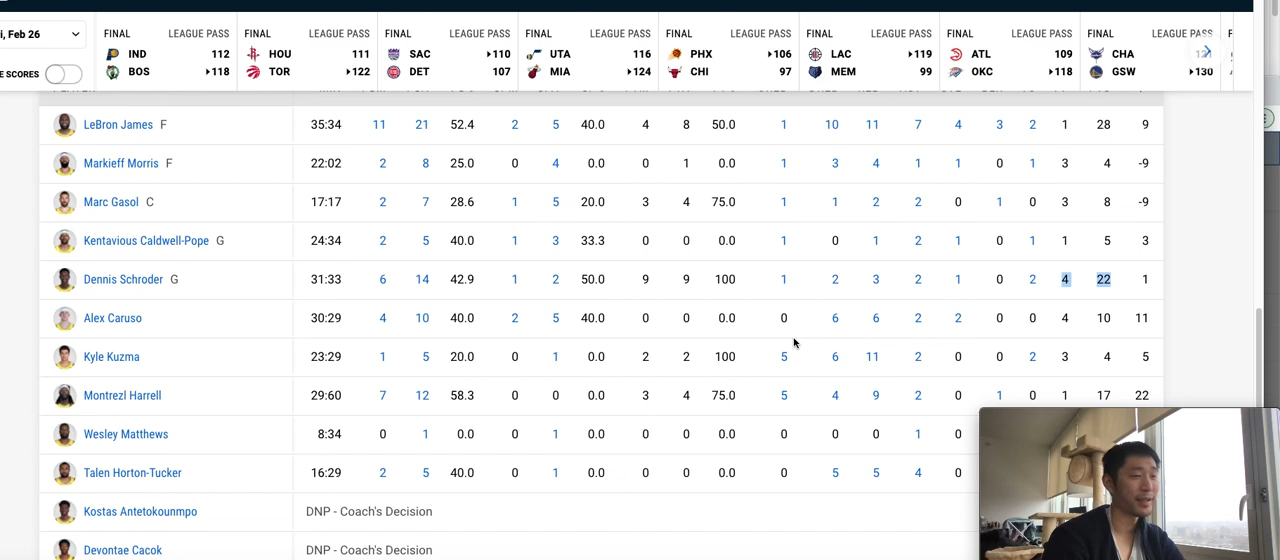 i, Feb 26
E SCORES
FINAL LEAGUE PASS
IND 112
BOS 118
FINAL LEAGUE PASS
HOU 111
TOR 122
FINAL LEAGUE PASS
SAC 110
DET 107
FINAL LEAGUE PASS
UTA 116
MIA 124
FINAL LEAGUE PASS
PHX 106
CHI 97
FINAL LEAGUE PASS
LAC 119
MEM 99
FINAL LEAGUE PASS
ATL 109
OKC 118
FINAL LEAGUE PASS
CHA
GSW 130
LeBron James F 35:34 11 21 52.4 2 5 40.0 4 8 50.0 1 10 11 7 4 3 2 1 28 9
Markieff Morris F 22:02 2 8 25.0 0 4 0.0 0 1 0.0 1 3 4 1 1 0 1 3 4 -9
Marc Gasol C 17:17 2 7 28.6 1 5 20.0 3 4 75.0 1 1 2 2 0 1 0 3 8 -9
Kentavious Caldwell-Pope G 24:34 2 5 40.0 1 3 33.3 0 0 0.0 1 0 1 2 1 0 1 1 5 3
Dennis Schroder G 31:33 6 14 42.9 1 2 50.0 9 9 100 1 2 3 2 1 0 2 4 22 1
Alex Caruso 30:29 4 10 40.0 2 5 40.0 0 0 0.0 0 6 6 2 2 0 0 4 10 11
Kyle Kuzma 23:29 1 5 20.0 0 1 0.0 2 2 100 5 6 11 2 0 0 2 3 4 5
Montrezl Harrell 29:60 7 12 58.3 0 0 0.0 3 4 75.0 5 4 9 2 0 1 0 1 17 22
Wesley Matthews 8:34 0 1 0.0 0 1 0.0 0 0 0.0 0 0 0 1 0
Talen Horton-Tucker 16:29 2 5 40.0 0 1 0.0 0 0 0.0 0 5 5 4 0
Kostas Antetokounmpo DNP - Coach's Decision
Devontae Cacok DNP - Coach's Decision